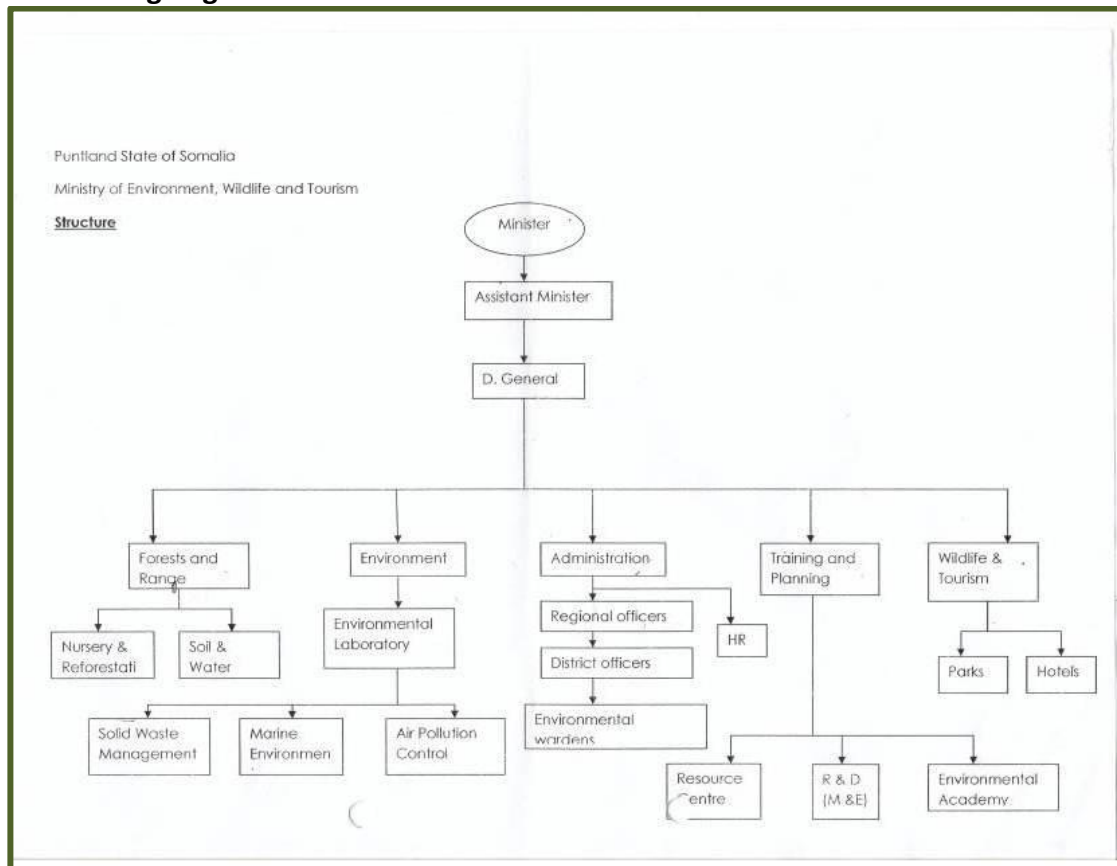 Puntland State of Somalia
Ministry of Environment, Wildlife and Tourism
Structure
Minister
Assistant Minister
D. General
Forests and
Range
Environment
Administration
Training and
Planning
Wildlife &
Tourism
Nursery &
Reforestati
Soil &
Water
Environmental
Laboratory
Regional officers
HR
District officers
Parks
Hotels
Solid Waste
Management
Marine
Environmen
Air Pollution
Control
Environmental
wardens
Resource
Centre
R & D
(M &E)
Environmental
Academy